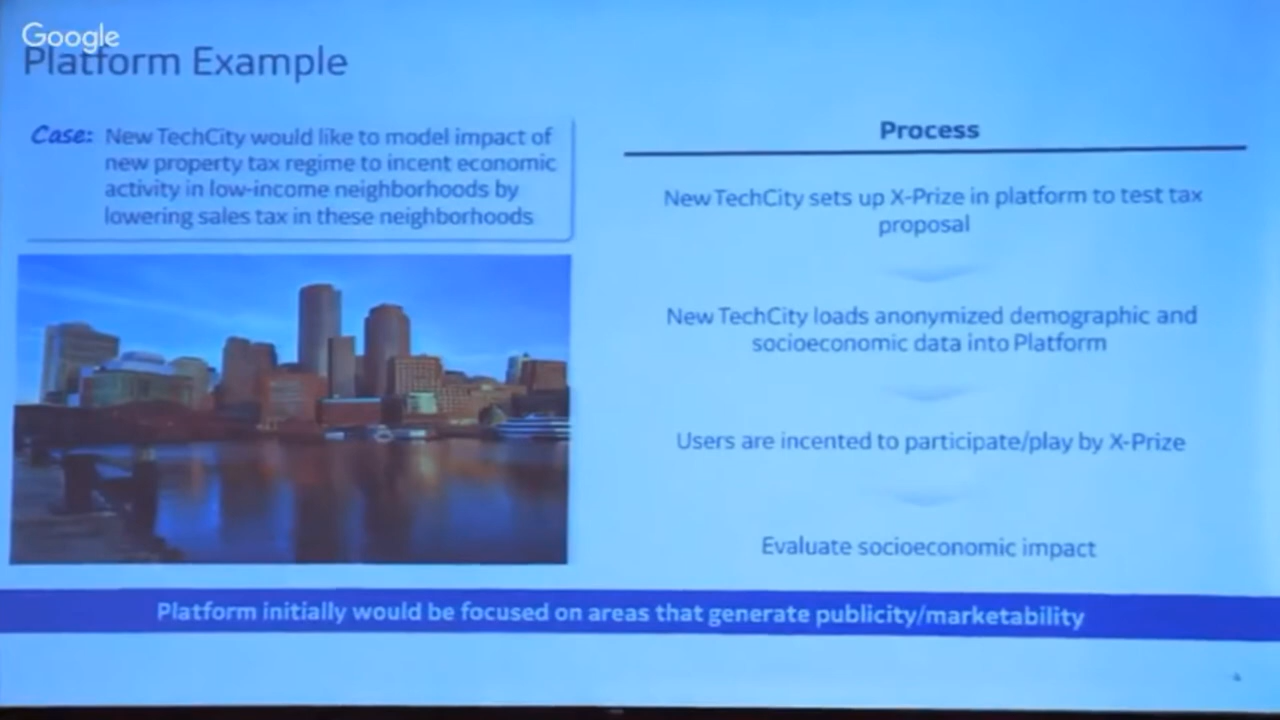 Google
Platform Example
Case: New TechCity would like to model impact of
new property tax regime to incent economic
activity in low-income neighborhoods by
lowering sales tax in these neighborhoods
Process
New TechCity sets up X-Prize in platform to test tax
proposal
New TechCity loads anonymized demographic and
socioeconomic data into Platform
Users are incented to participate/play by X-Prize
Evaluate socioeconomic impact
Platform initially would be focused on areas that generate publicity/marketability